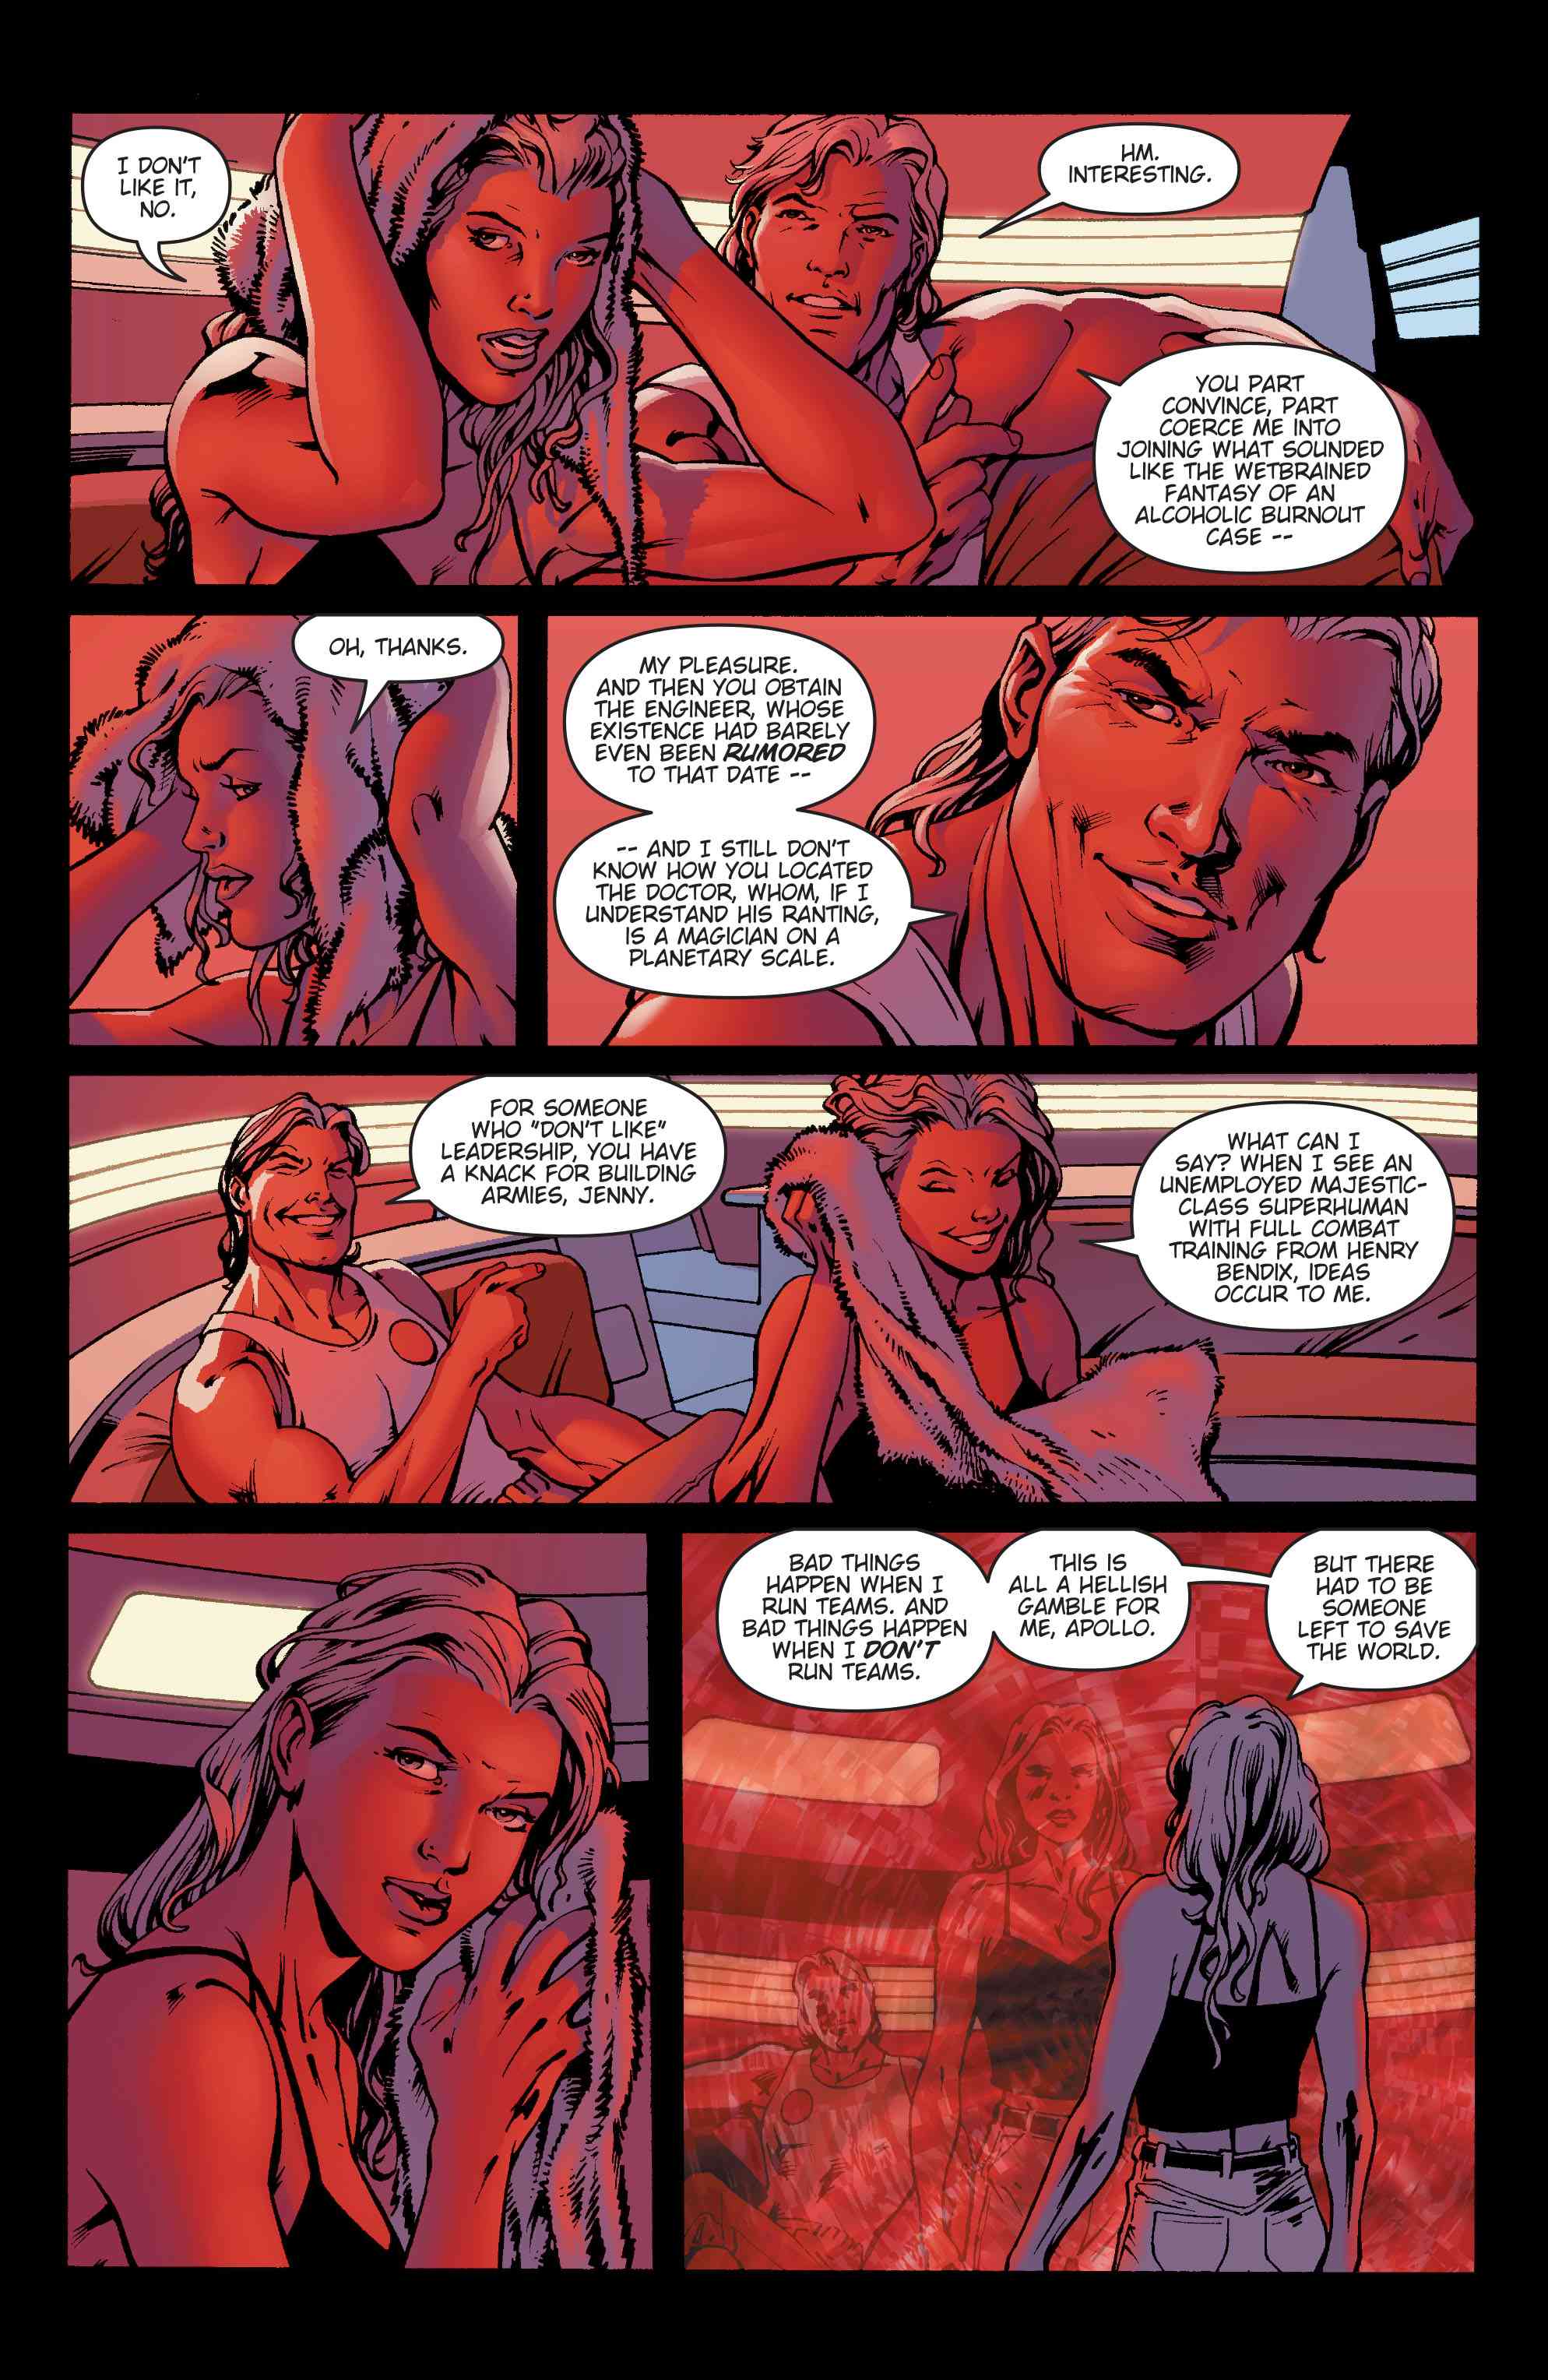 I DON'T
LIKE IT,
NO.
HM.
INTERESTING.
YOU PART
CONVINCE, PART
COERCE ME INTO
JOINING WHAT SOUNDED
LIKE THE WETBRAINED
FANTASY OF AN
ALCOHOLIC BURNOUT
CASE --
OH, THANKS.
MY PLEASURE.
AND THEN YOU OBTAIN
THE ENGINEER, WHOSE
EXISTENCE HAD BARELY
EVEN BEEN RUMORED
TO THAT DATE --
-- AND I STILL DON'T
KNOW HOW YOU LOCATED
THE DOCTOR, WHOM, IF I
UNDERSTAND HIS RANTING,
IS A MAGICIAN ON A
PLANETARY SCALE.
FOR SOMEONE
WHO "DON'T LIKE"
LEADERSHIP, YOU HAVE
A KNACK FOR BUILDING
ARMIES, JENNY.
WHAT CAN I
SAY? WHEN I SEE AN
UNEMPLOYED MAJESTIC-
CLASS SUPERHUMAN
WITH FULL COMBAT
TRAINING FROM HENRY
BENDIX, IDEAS
OCCUR TO ME.
BAD THINGS
HAPPEN WHEN I
RUN TEAMS. AND
BAD THINGS HAPPEN
WHEN I DON'T
RUN TEAMS.
THIS IS
ALL A HELLISH
GAMBLE FOR
ME, APOLLO.
BUT THERE
HAD TO BE
SOMEONE
LEFT TO SAVE
THE WORLD.